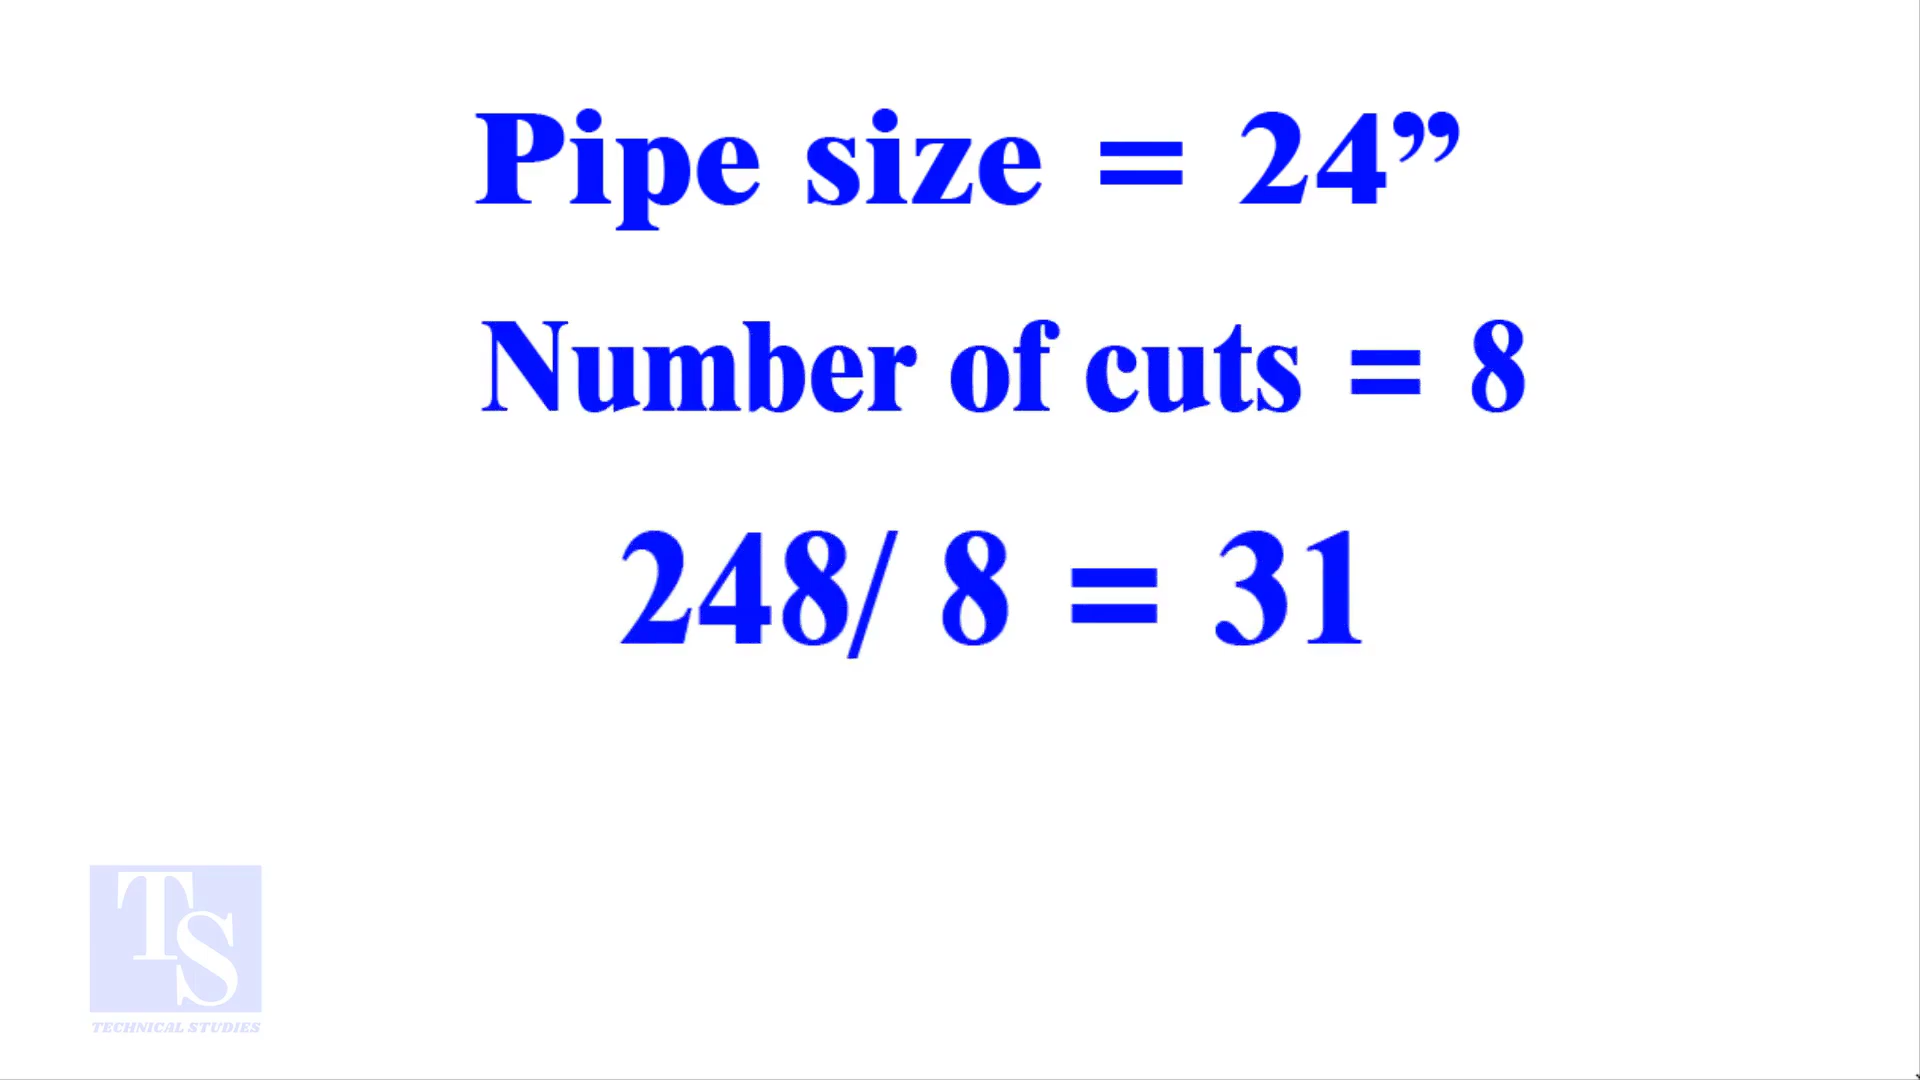 Pipe size = 24”
Number of cuts = 8
248/ 8 = 31
TS
TECHNICAL STUDIES